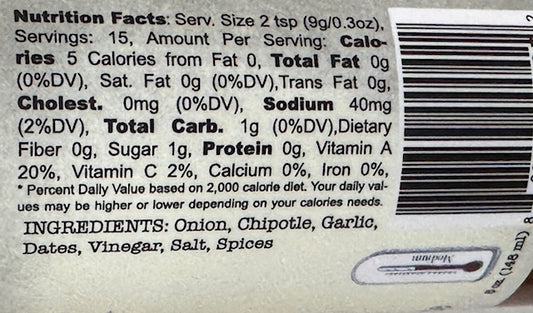 Nutrition Facts: Serv. Size 2 tsp (9g/0.3oz),
Servings: 15, Amount Per Serving: Calo-
ries 5 Calories from Fat 0, Total Fat 0g
(0%DV), Sat. Fat 0g (0%DV),Trans Fat 0g,
Cholest. 0mg (0%DV), Sodium 40mg
(2%DV), Total Carb. 1g (0%DV),Dietary
Fiber 0g, Sugar 1g, Protein 0g, Vitamin A
20%, Vitamin C 2%, Calcium 0%, Iron 0%,
* Percent Daily Value based on 2,000 calorie diet. Your daily val-
ues may be higher or lower depending on your calories needs.
INGREDIENTS: Onion, Chipotle, Garlic,
Dates, Vinegar, Salt, Spices
Medium
oz (148 ml)